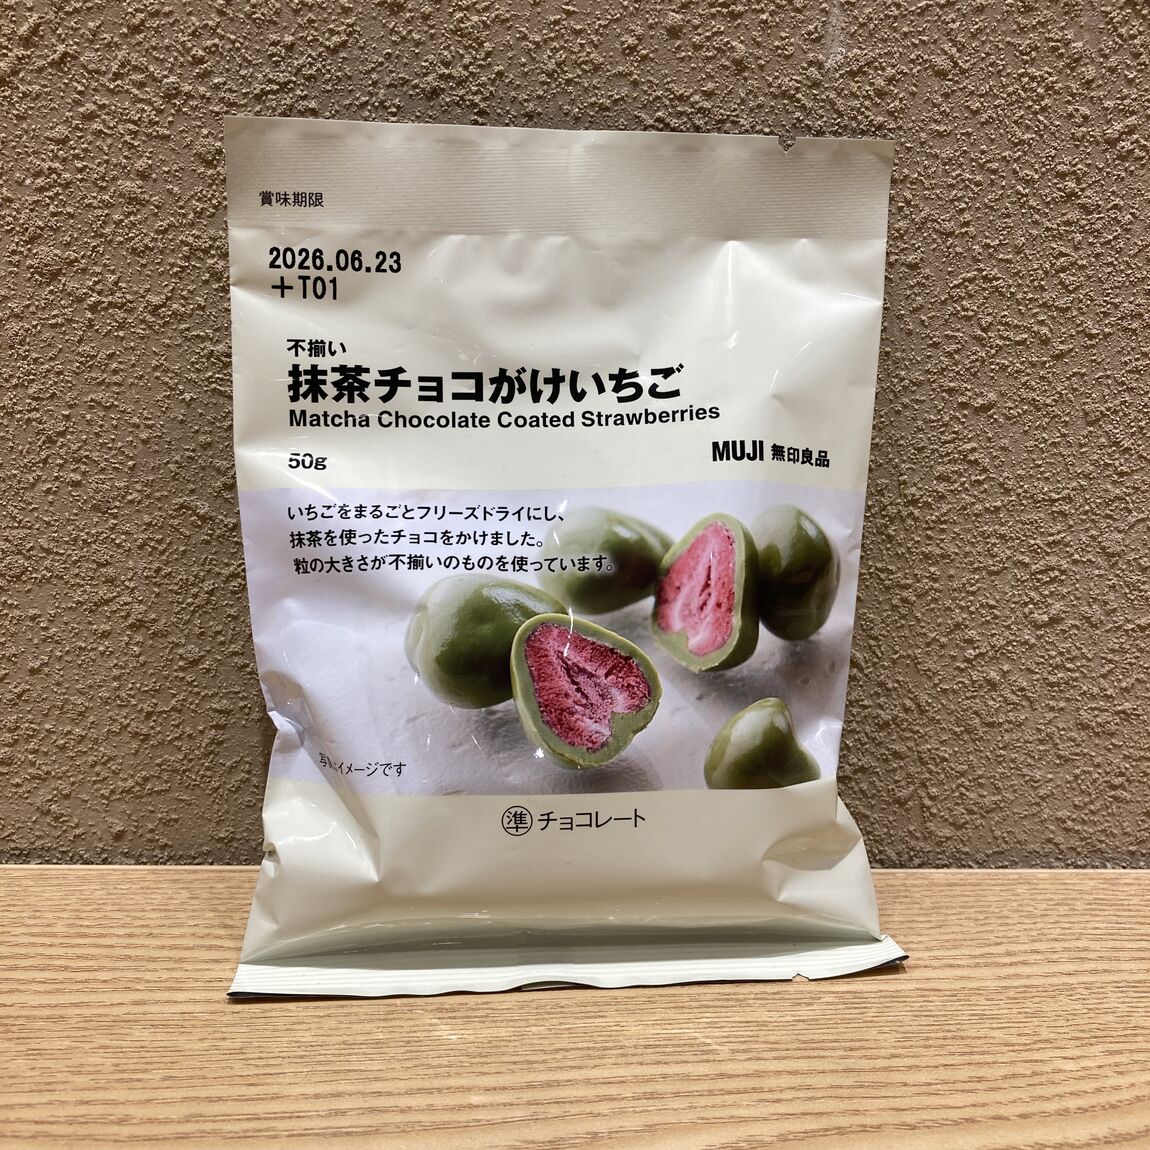 賞味期限
2026.06.23
+T01
不揃い
抹茶チョコがけいちご
Matcha Chocolate Coated Strawberries
50g
MUJI 無印良品
いちごをまるごとフリーズドライにし、
抹茶を使ったチョコをかけました。
粒の大きさが不揃いのものを使っています。
イメージです
準 チョコレート